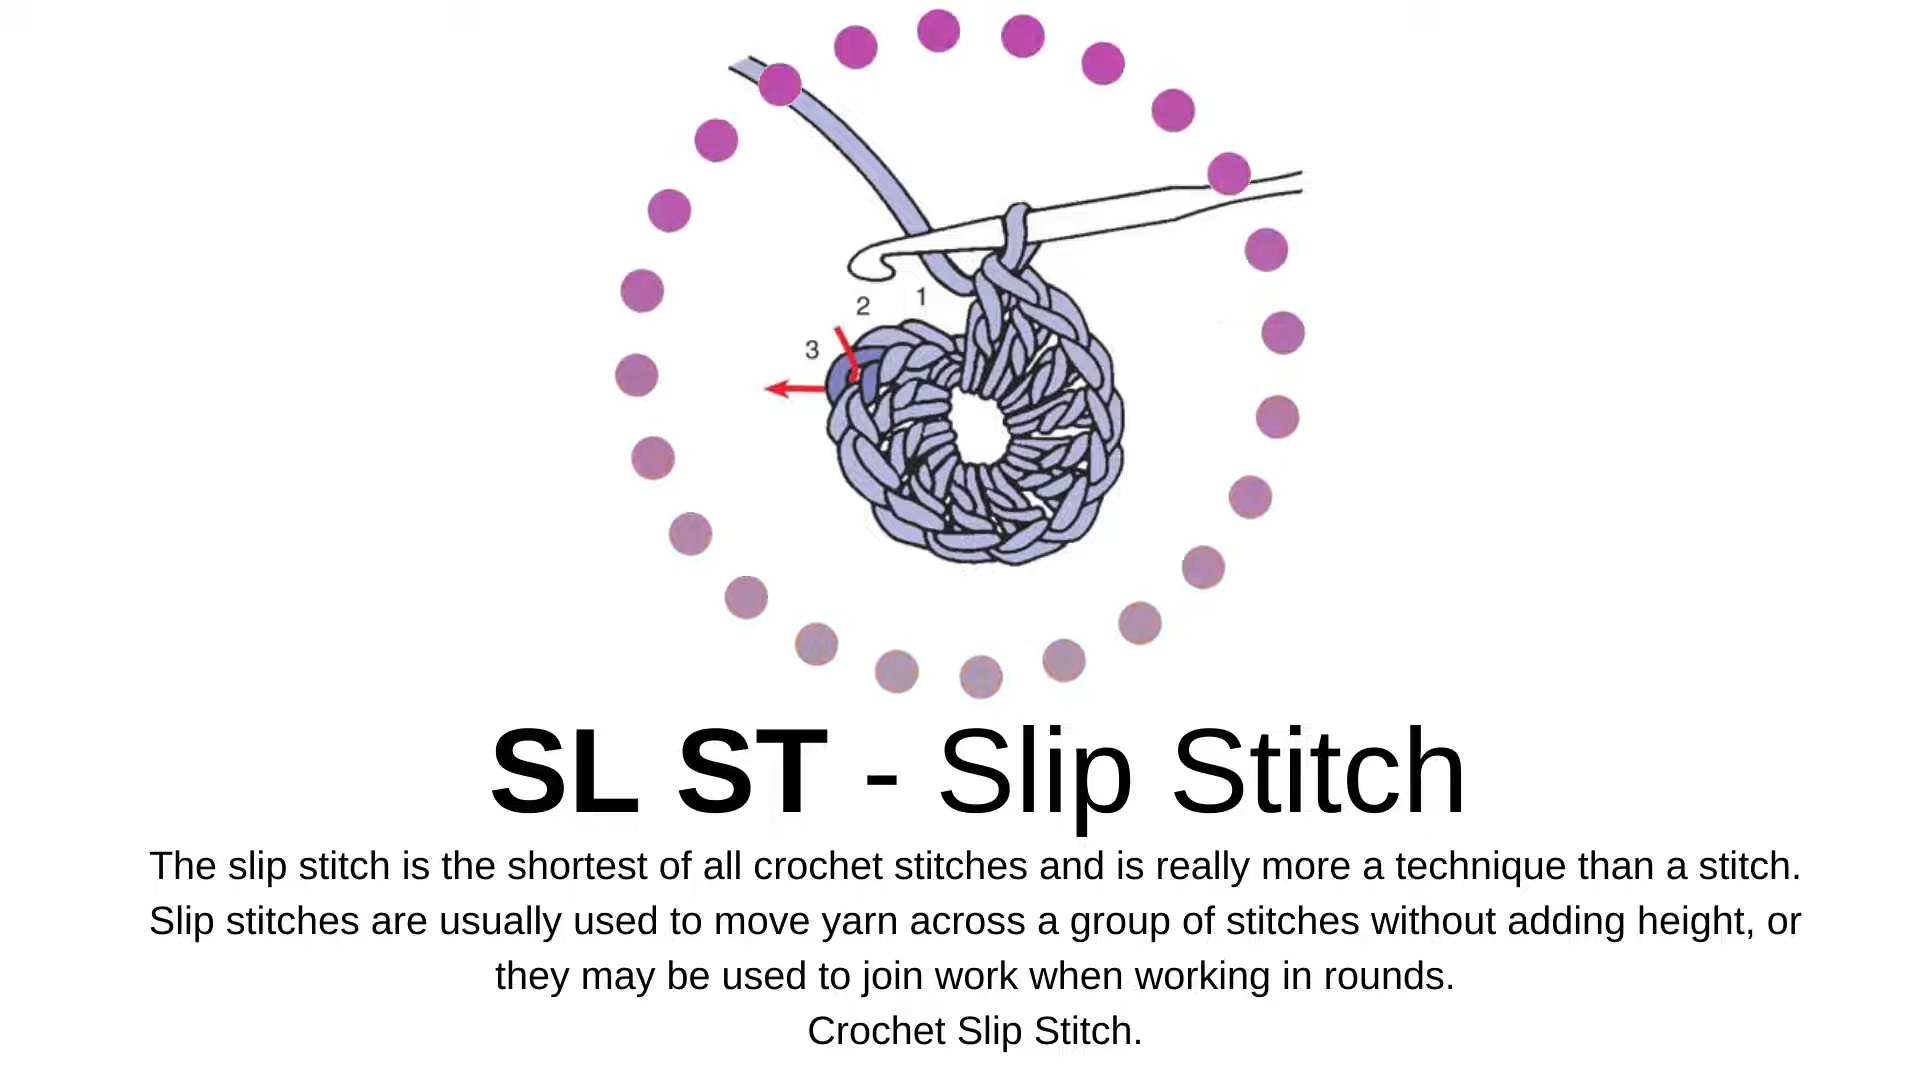 1
2
3
SL ST - Slip Stitch
The slip stitch is the shortest of all crochet stitches and is really more a technique than a stitch.
Slip stitches are usually used to move yarn across a group of stitches without adding height, or
they may be used to join work when working in rounds.
Crochet Slip Stitch.